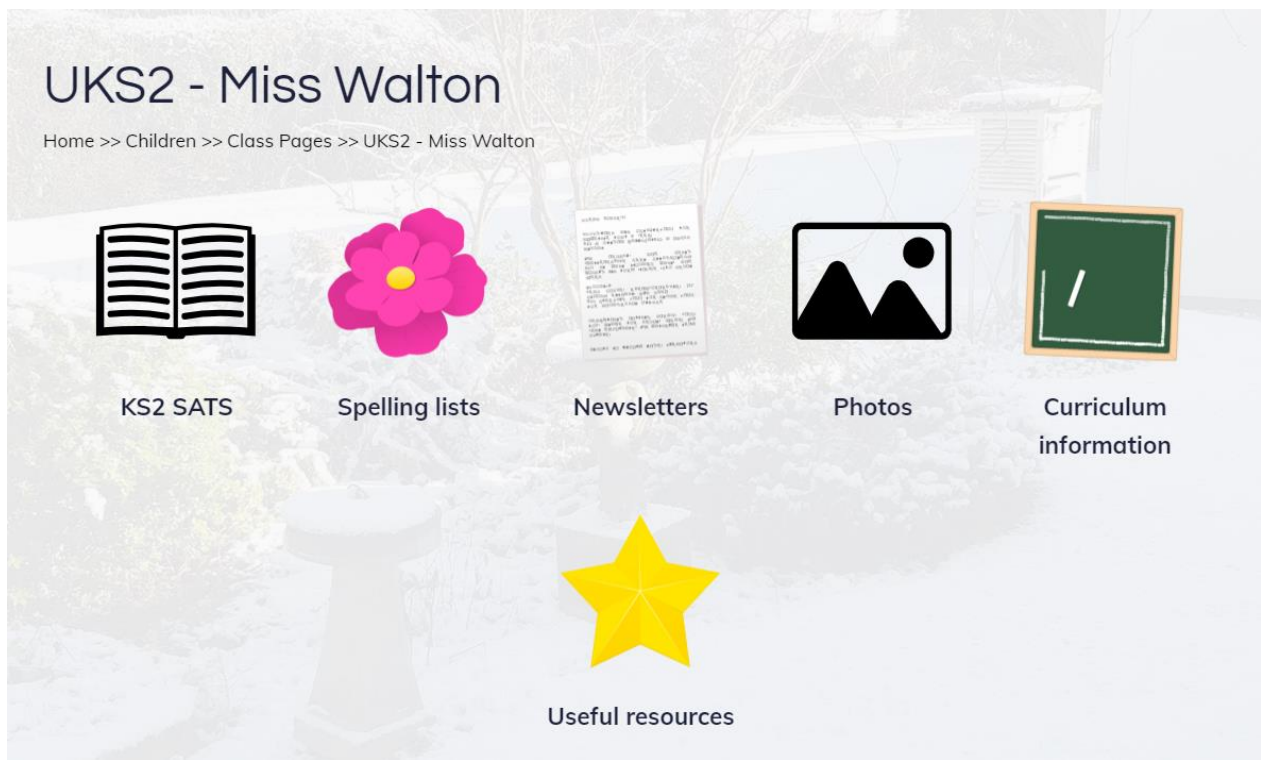 UKS2 - Miss Walton
Home >> Children >> Class Pages >> UKS2 - Miss Walton
KS2 SATS
Spelling lists
Newsletters
Photos
Curriculum
information
Useful resources